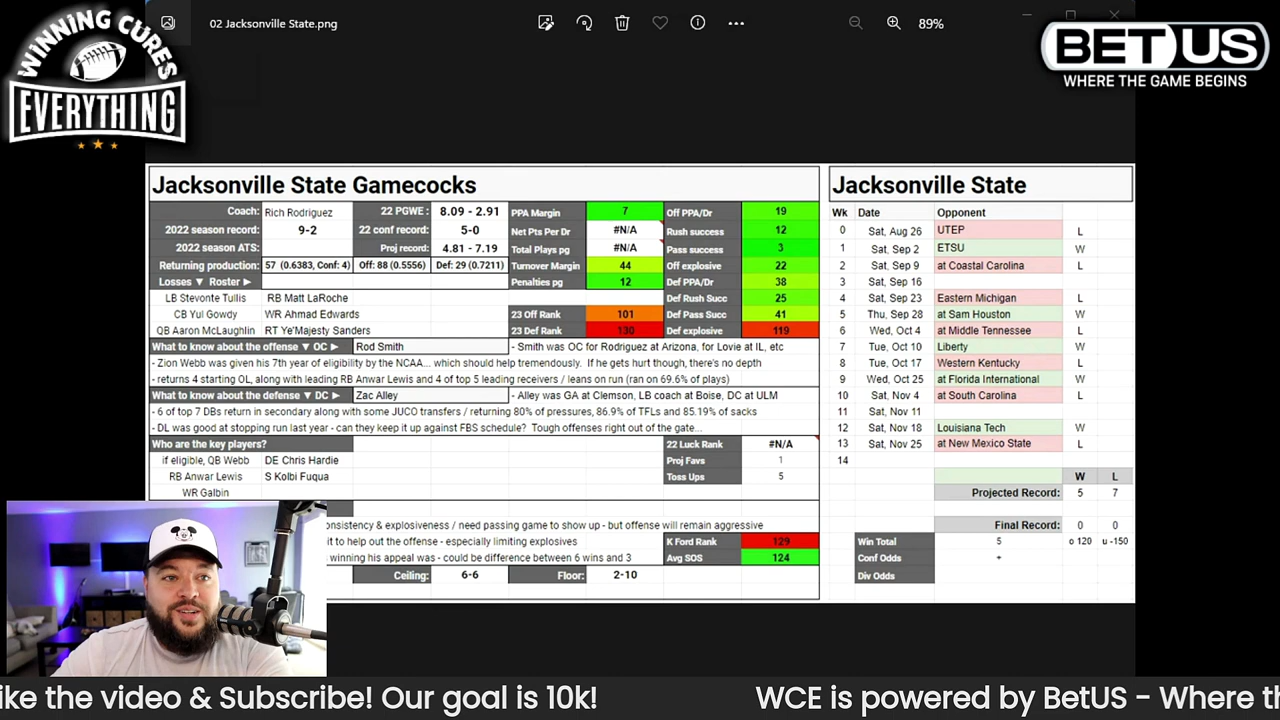 WINNING CURES
EVERYTHING
02 Jacksonville State.png
89%
BETUS
WHERE THE GAME BEGINS
Jacksonville State Gamecocks
Coach: Rich Rodriguez 22 PGWE: 8.09 - 2.91 PPA Margin 7 Off PPA/Dr 19
2022 season record: 9-2 22 conf record: 5-0 Net Pts Per Dr #N/A Rush success 12
2022 season ATS: Proj record: 4.81 - 7.19 Total Plays pg #N/A Pass success 3
Returning production: 57 (0.6383, Conf: 4) Off: 88 (0.5556) Def: 29 (0.7211) Turnover Margin 44 Off explosive 22
Losses ▼ Roster ► Penalties pg 12 Def PPA/Dr 38
LB Stevonte Tullis RB Matt LaRoche Def Rush Succ 25
CB Yul Gowdy WR Ahmad Edwards 23 Off Rank 101 Def Pass Succ 41
QB Aaron McLaughlin RT Ye'Majesty Sanders 23 Def Rank 130 Def explosive 119
What to know about the offense ▼ OC ► Rod Smith - Smith was OC for Rodriguez at Arizona, for Lovie at IL, etc
- Zion Webb was given his 7th year of eligibility by the NCAA... which should help tremendously. If he gets hurt though, there's no depth
- returns 4 starting OL, along with leading RB Anwar Lewis and 4 of top 5 leading receivers / leans on run (ran on 69.6% of plays)
What to know about the defense ▼ DC ► Zac Alley - Alley was GA at Clemson, LB coach at Boise, DC at ULM
- 6 of top 7 DBs return in secondary along with some JUCO transfers / returning 80% of pressures, 86.9% of TFLs and 85.19% of sacks
- DL was good at stopping run last year - can they keep it up against FBS schedule? Tough offenses right out of the gate...
Who are the key players? 22 Luck Rank #N/A
if eligible, QB Webb DE Chris Hardie Proj Favs 1
RB Anwar Lewis S Kolbi Fuqua Toss Ups 5
WR Galbin
onsistency & explosiveness / need passing game to show up - but offense will remain aggressive
it to help out the offense - especially limiting explosives K Ford Rank 129
winning his appeal was - could be difference between 6 wins and 3 Avg SOS 124
Ceiling: 6-6 Floor: 2-10
Jacksonville State
Wk Date Opponent
0 Sat, Aug 26 UTEP L
1 Sat, Sep 2 ETSU W
2 Sat, Sep 9 at Coastal Carolina L
3 Sat, Sep 16
4 Sat, Sep 23 Eastern Michigan L
5 Thu, Sep 28 at Sam Houston W
6 Wed, Oct 4 at Middle Tennessee L
7 Tue, Oct 10 Liberty W
8 Tue, Oct 17 Western Kentucky L
9 Wed, Oct 25 at Florida International W
10 Sat, Nov 4 at South Carolina L
11 Sat, Nov 11
12 Sat, Nov 18 Louisiana Tech W
13 Sat, Nov 25 at New Mexico State L
14
W L
Projected Record: 5 7
Final Record: 0 0
Win Total 5 o 120 u -150
Conf Odds +
Div Odds
ike the video & Subscribe! Our goal is 10k! WCE is powered by BetUS - Where th